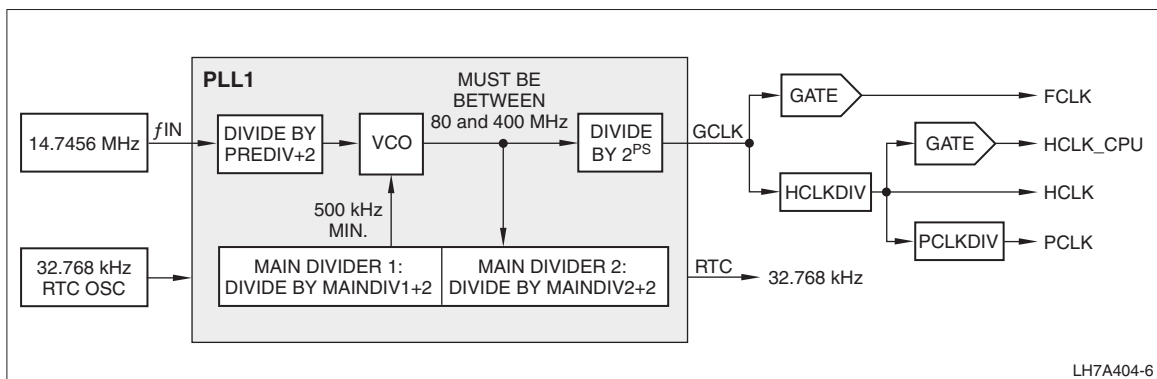 PLL1
MUST BE
BETWEEN
80 and 400 MHz
14.7456 MHz
ƒIN
DIVIDE BY
PREDIV+2
VCO
DIVIDE
BY 2^PS
GCLK
GATE
FCLK
GATE
HCLK_CPU
HCLKDIV
HCLK
PCLKDIV
PCLK
500 kHz
MIN.
32.768 kHz
RTC OSC
MAIN DIVIDER 1:
DIVIDE BY MAINDIV1+2
MAIN DIVIDER 2:
DIVIDE BY MAINDIV2+2
RTC
32.768 kHz
LH7A404-6